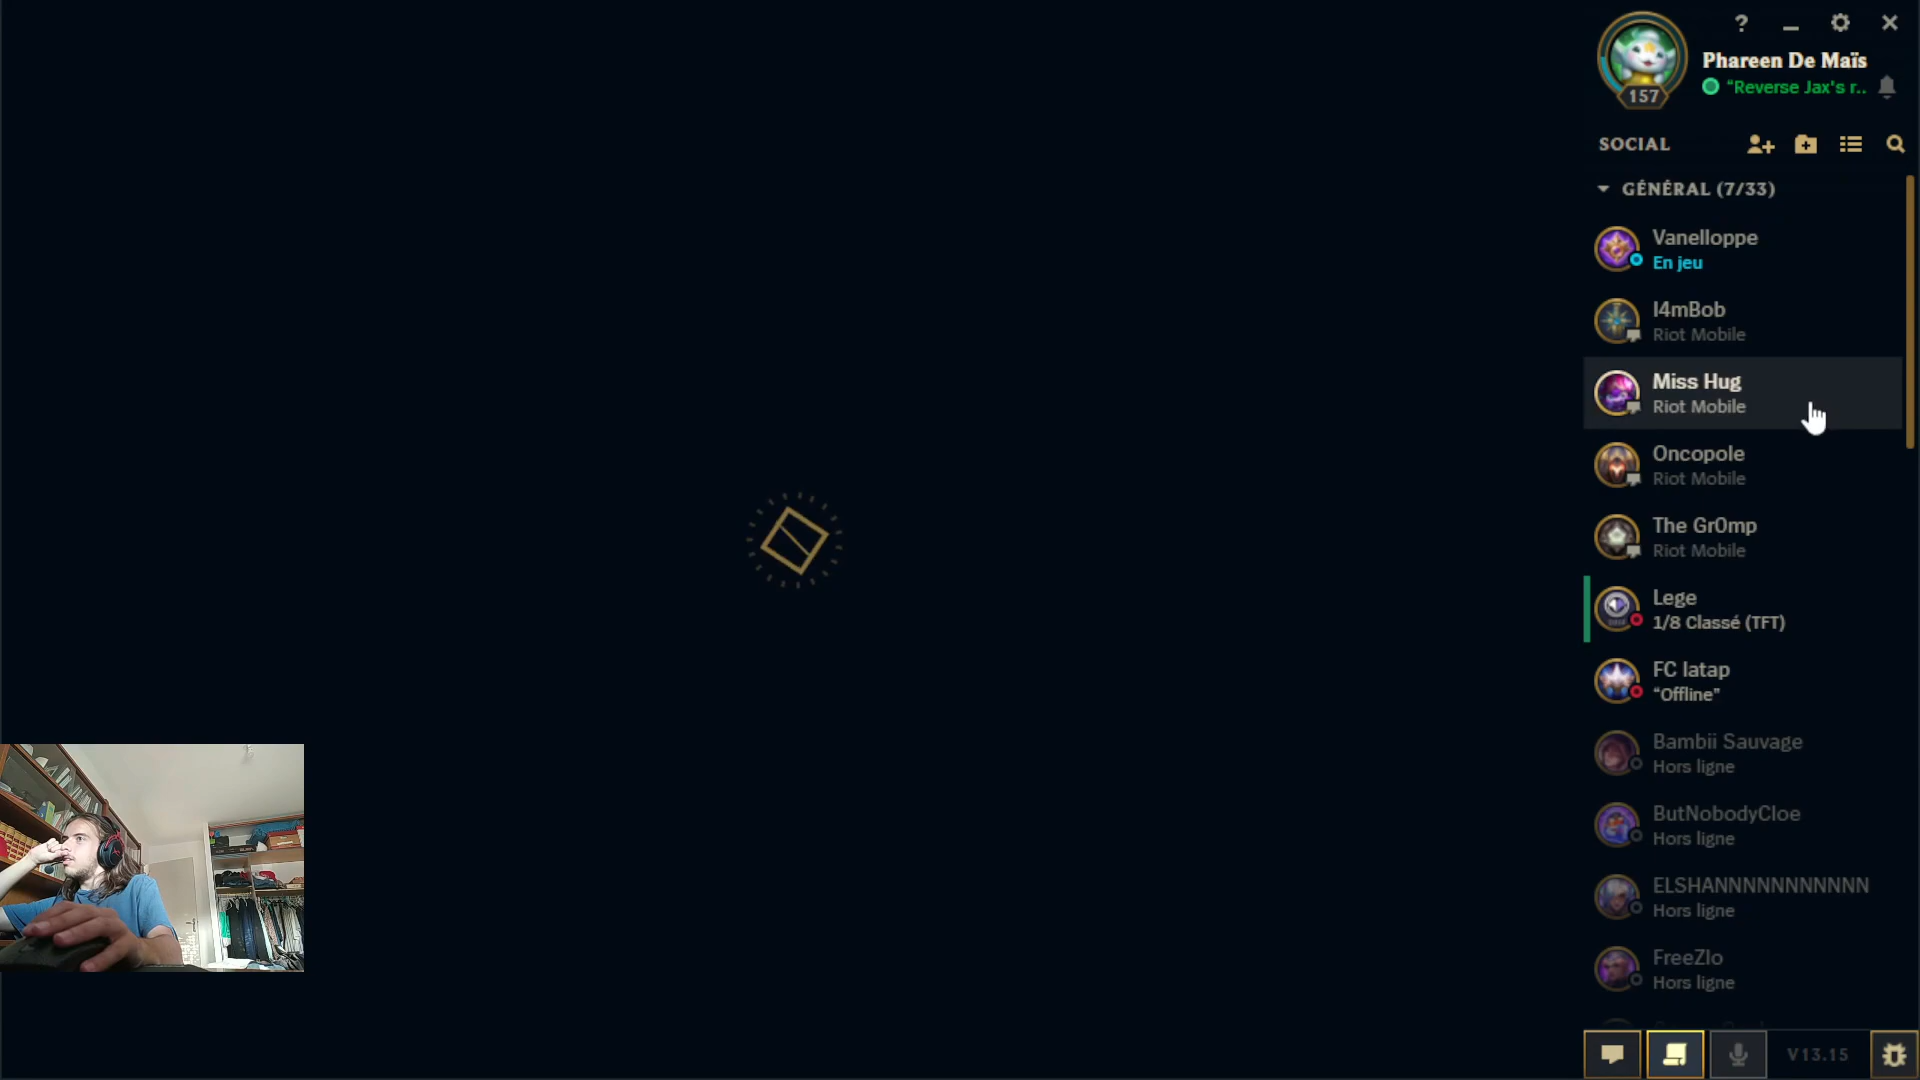 ?
Phareen De Maïs
157
“Reverse Jax's r..
SOCIAL
GÉNÉRAL (7/33)
Vanelloppe
En jeu
I4mBob
Riot Mobile
Miss Hug
Riot Mobile
Oncopole
Riot Mobile
The Gr0mp
Riot Mobile
Lege
1/8 Classé (TFT)
FC latap
“Offline”
Bambii Sauvage
Hors ligne
ButNobodyCloe
Hors ligne
ELSHANNNNNNNNNNN
Hors ligne
FreeZlo
Hors ligne
V13.15